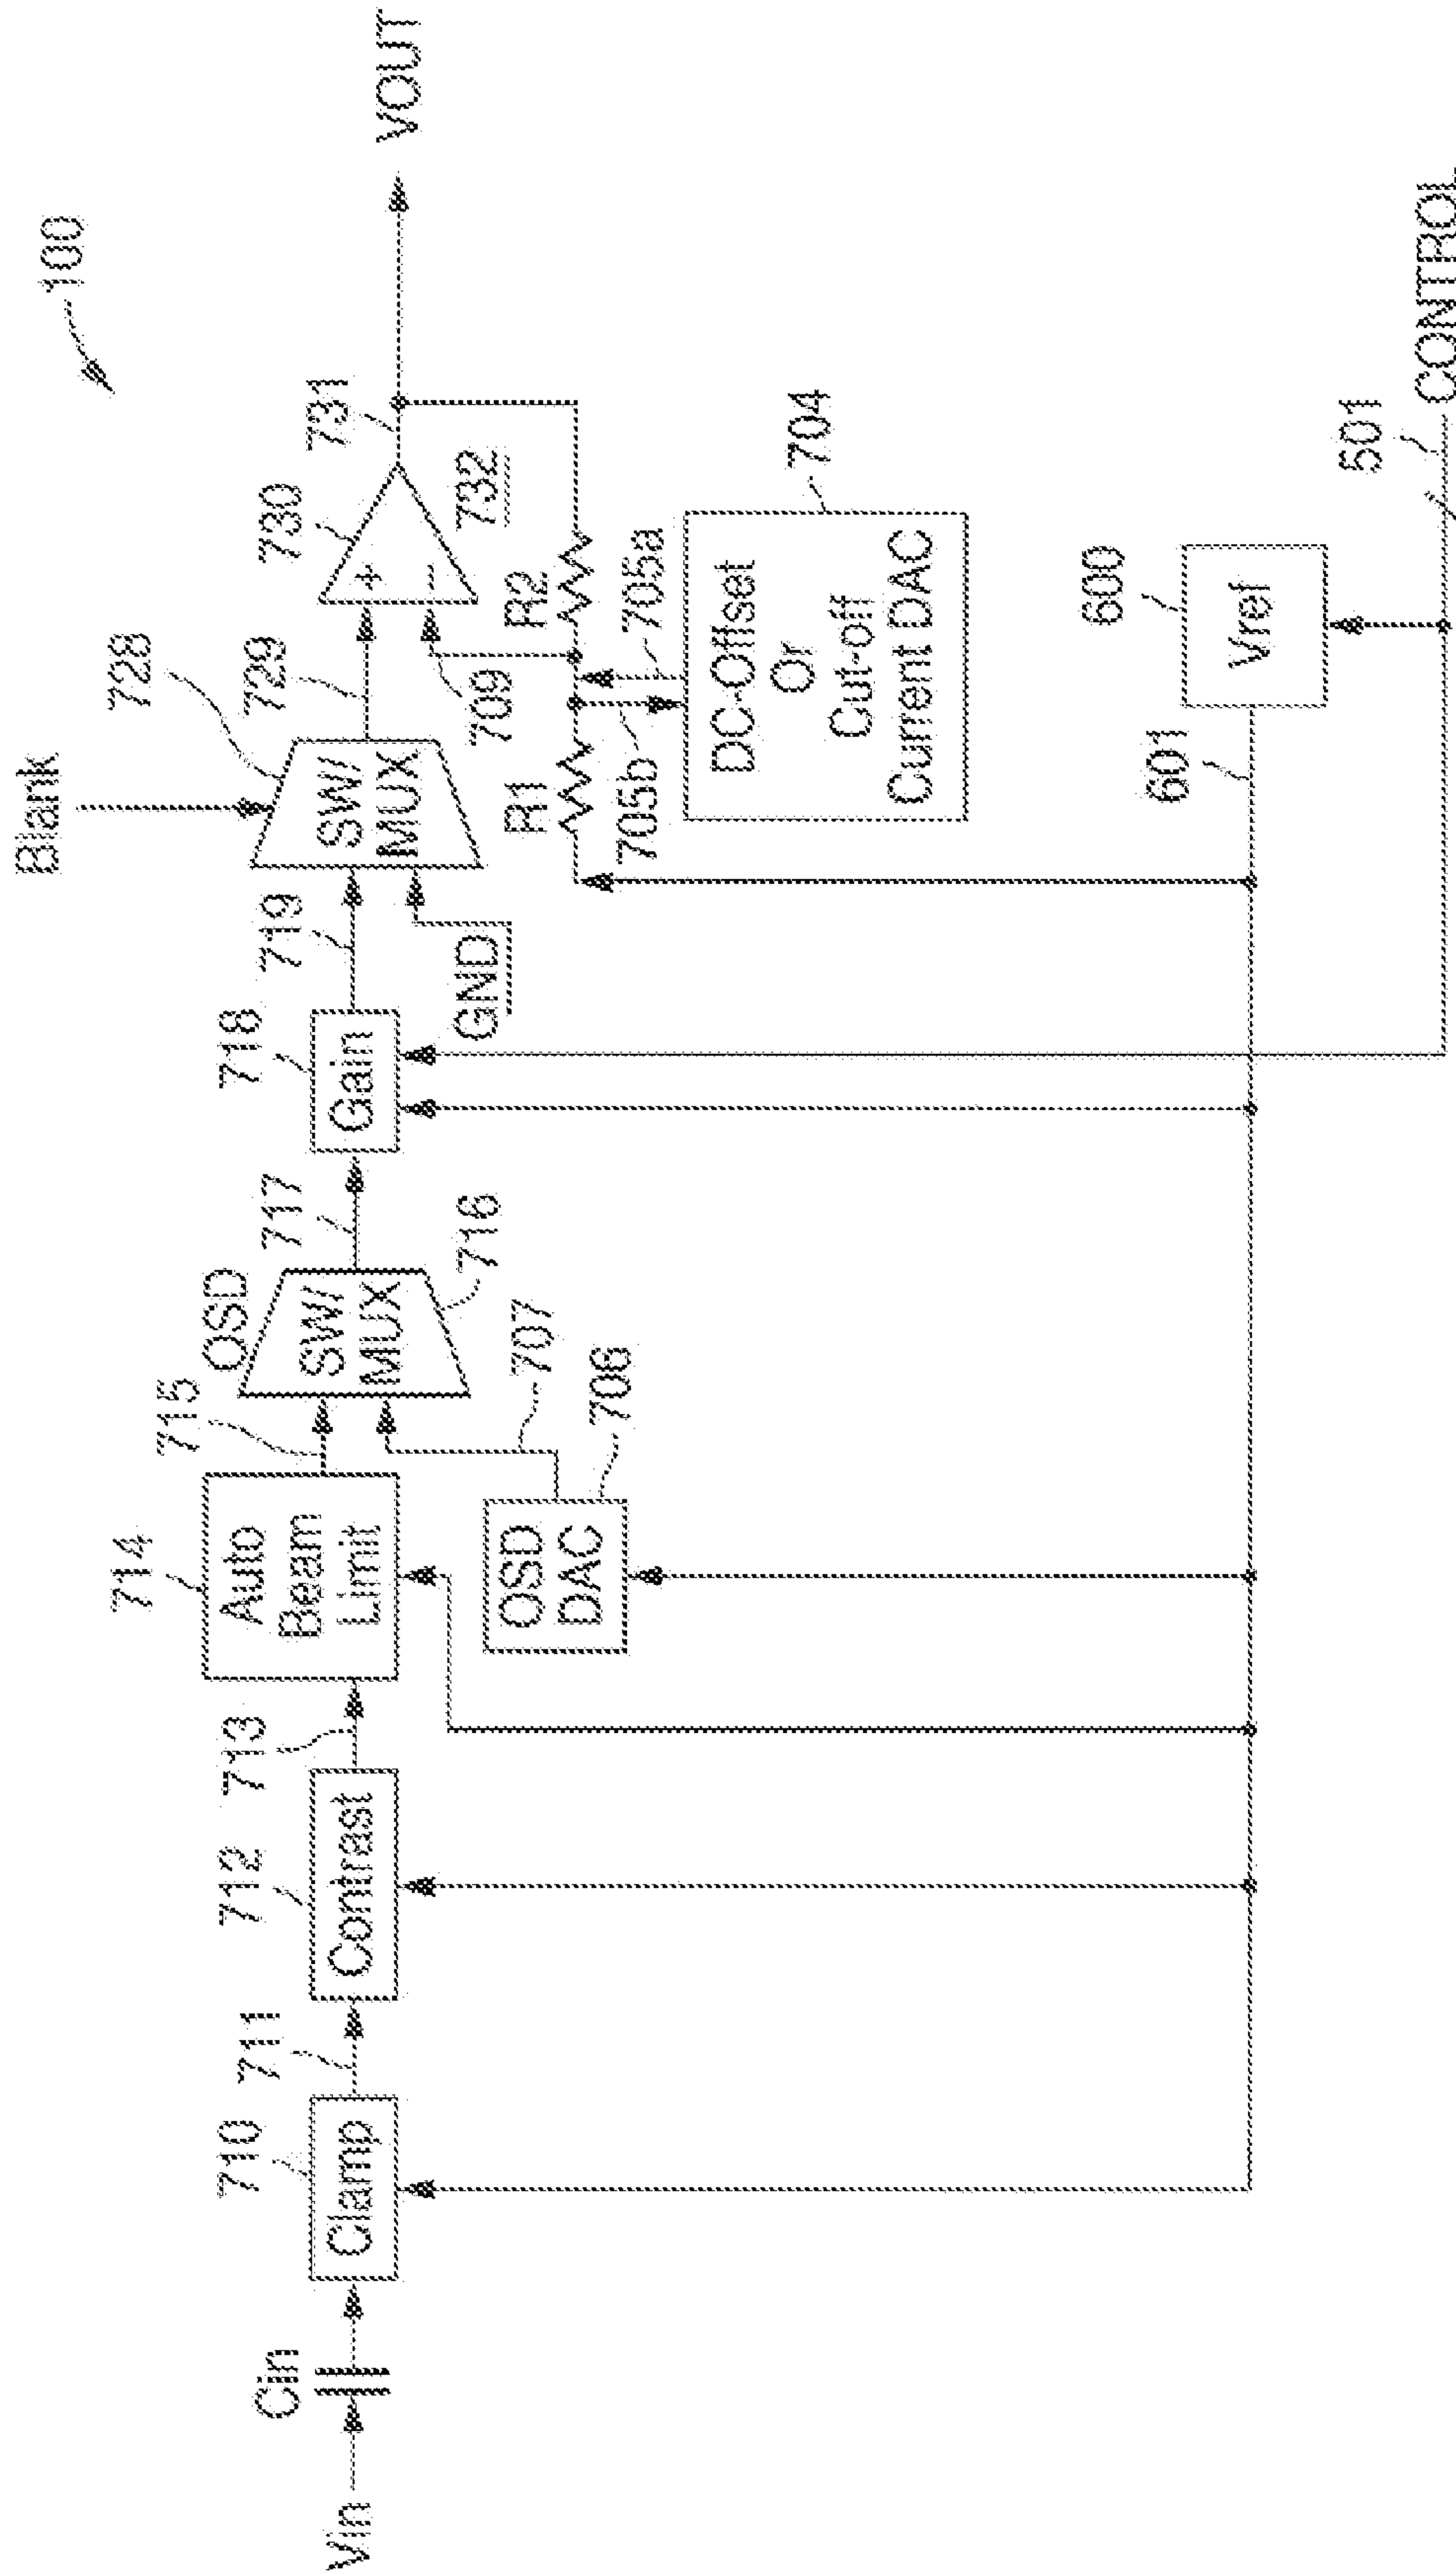 100
Blank
728
729
730
731
VOUT
732
SW/
MUX
+
−
709
R1
R2
705b
705a
704
DC-Offset
Or
Cut-off
Current DAC
718
719
Gain
GND
717
OSD
SW/
MUX
716
715
707
706
OSD
DAC
714
Auto
Beam
Limit
713
712
Contrast
711
710
Clamp
Cin
Vin
600
Vref
601
501
CONTROL